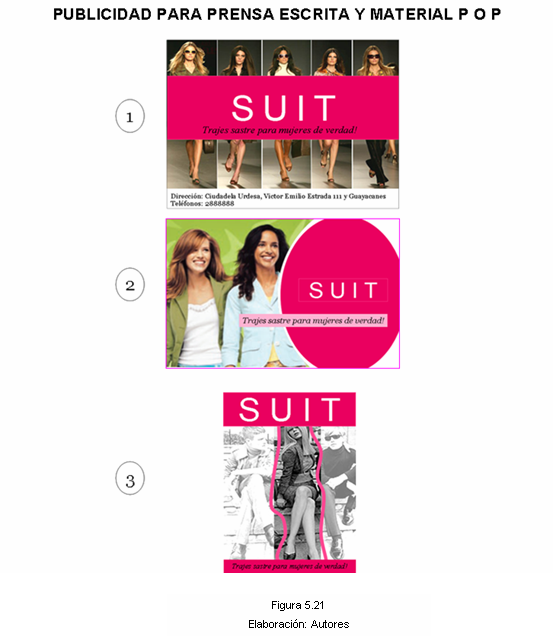 PUBLICIDAD PARA PRENSA ESCRITA Y MATERIAL P O P
1
SUIT
Trajes sastre para mujeres de verdad!
Dirección: Ciudadela Urdesa, Victor Emilio Estrada 111 y Guayacanes
Teléfonos: 2888888
2
SUIT
Trajes sastre para mujeres de verdad!
3
SUIT
Trajes sastre para mujeres de verdad!
Figura 5.21
Elaboración: Autores